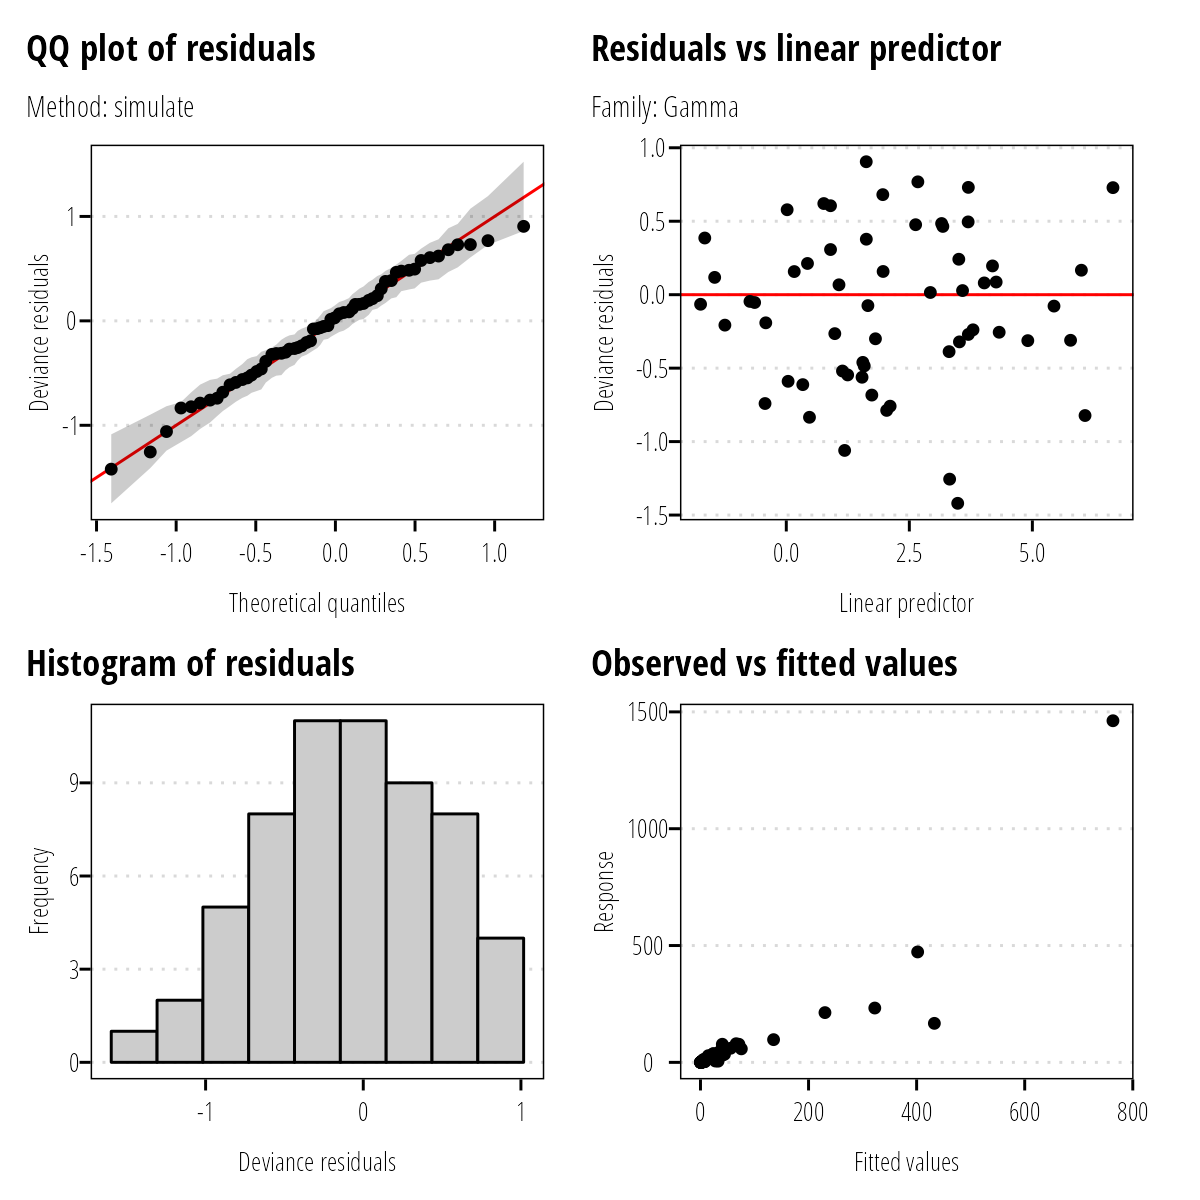 QQ plot of residuals
Method: simulate
1
0
-1
Deviance residuals
-1.5 -1.0 -0.5 0.0 0.5 1.0
Theoretical quantiles
Residuals vs linear predictor
Family: Gamma
1.0
0.5
0.0
-0.5
-1.0
-1.5
Deviance residuals
0.0 2.5 5.0
Linear predictor
Histogram of residuals
9
6
3
0
Frequency
-1 0 1
Deviance residuals
Observed vs fitted values
1500
1000
500
0
Response
0 200 400 600 800
Fitted values